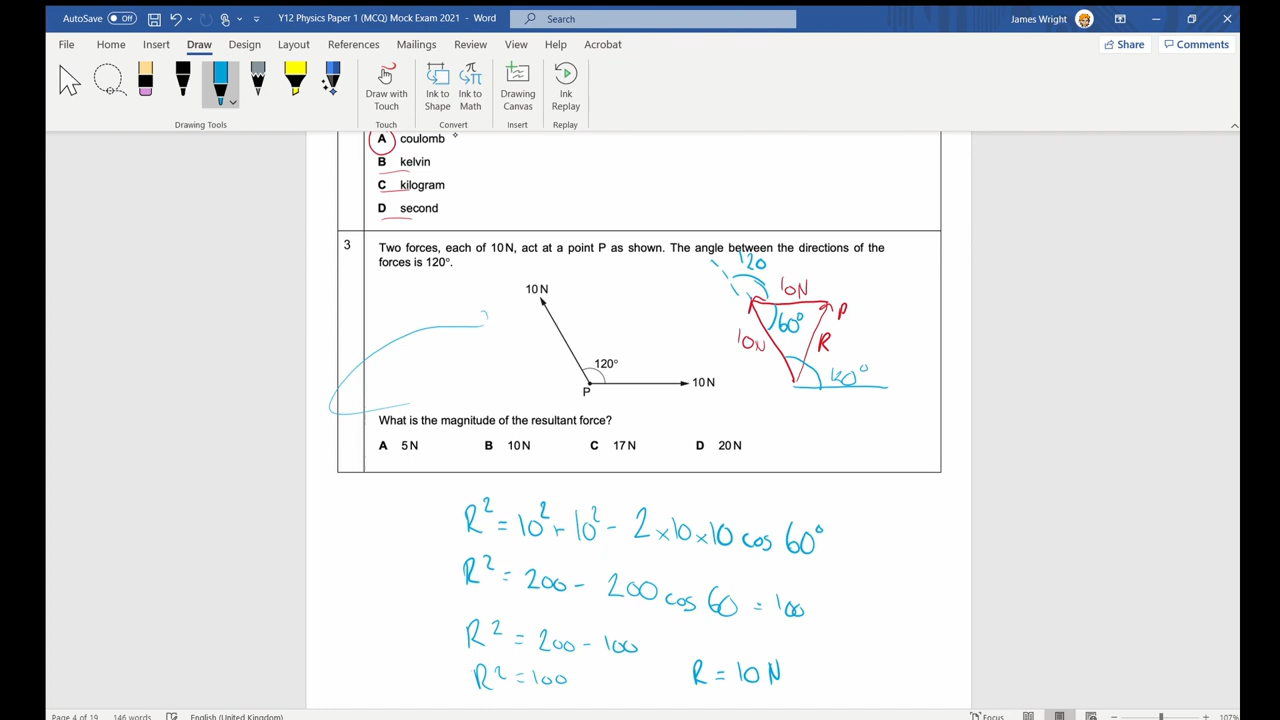 AutoSave Off
Y12 Physics Paper 1 (MCQ) Mock Exam 2021 - Word
Search
James Wright
File Home Insert Draw Design Layout References Mailings Review View Help Acrobat
Share Comments
Draw with Touch
Ink to Shape
Ink to Math
Drawing Canvas
Ink Replay
Drawing Tools Touch Convert Insert Replay
A coulomb
B kelvin
C kilogram
D second
3 Two forces, each of 10 N, act at a point P as shown. The angle between the directions of the
forces is 120°.
10 N
120°
10 N
P
120
10N
P
60°
10N
R
120°
What is the magnitude of the resultant force?
A 5 N B 10 N C 17 N D 20 N
R² = 10² + 10² - 2 × 10 × 10 cos 60°
R² = 200 - 200 cos 60 = 100
R² = 200 - 100
R² = 100 R = 10 N
Page 4 of 19 146 words English (United Kingdom) Focus 107%